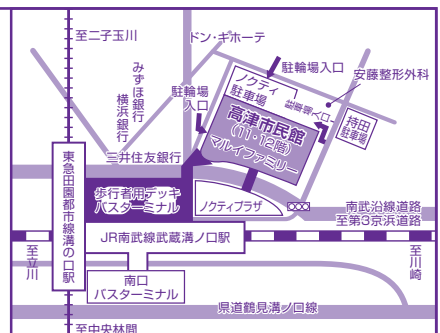 至二子玉川
ドン・キホーテ
みずほ銀行
横浜銀行
駐輪場
入口
駐輪場入口
安藤整形外科
ノクティ
駐車場
駐車場入口
持田
駐車場
高津市民館
(11・12階)
マルイファミリー
三井住友銀行
東急田園都市線溝の口駅
歩行者用デッキ
バスターミナル
ノクティプラザ
南武沿線道路
至第3京浜道路
JR南武線武蔵溝ノ口駅
至立川
至川崎
南口
バスターミナル
県道鶴見溝ノ口線
至中央林間